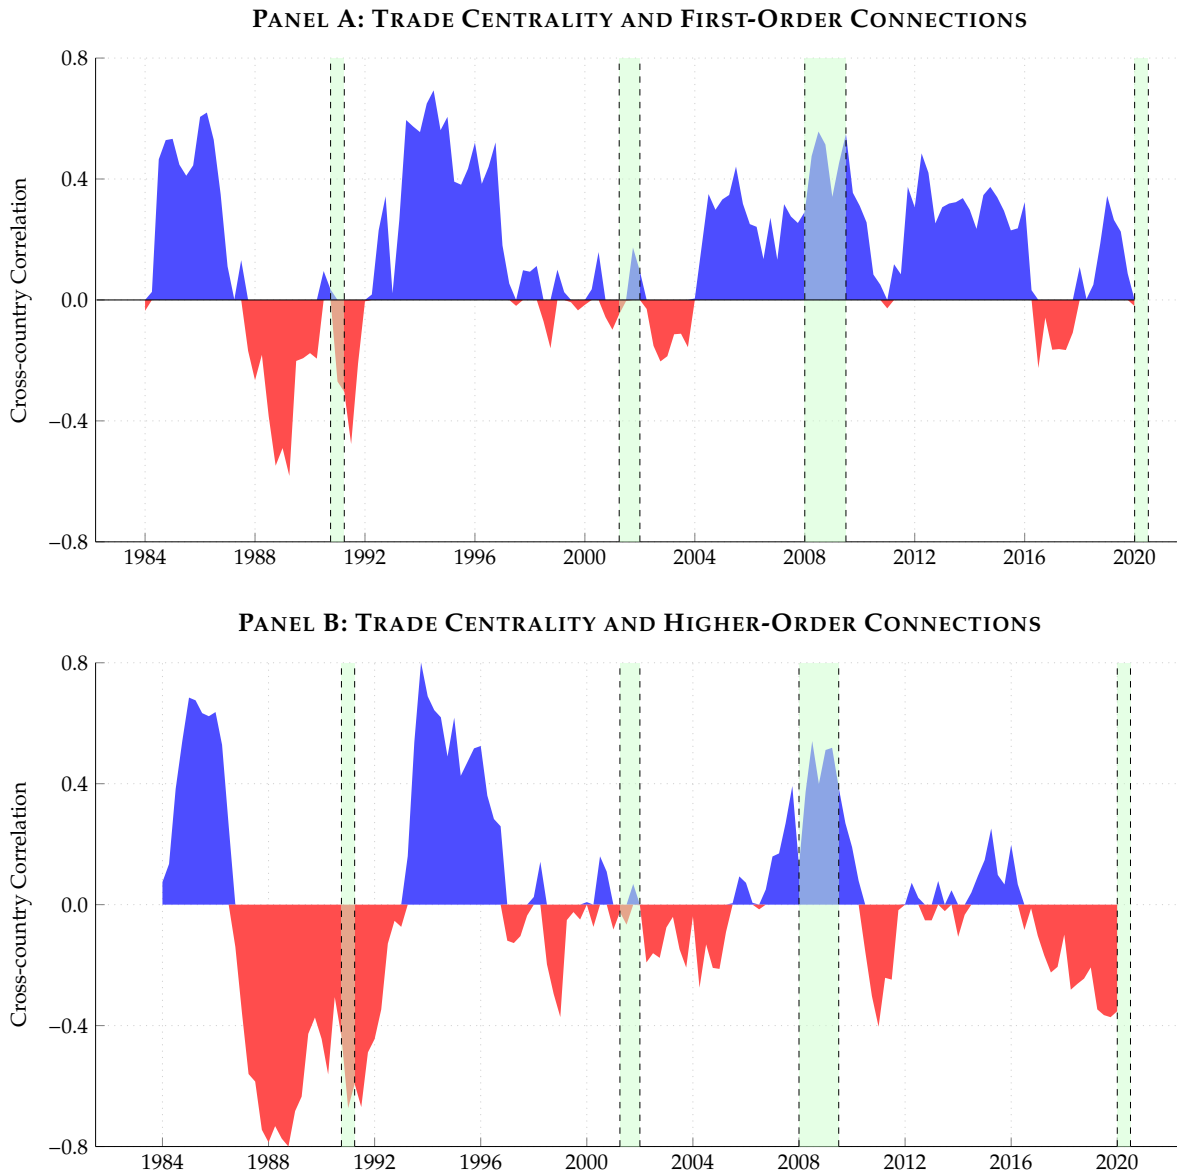 PANEL A: TRADE CENTRALITY AND FIRST-ORDER CONNECTIONS
0.8
0.4
0.0
−0.4
−0.8
Cross-country Correlation
1984 1988 1992 1996 2000 2004 2008 2012 2016 2020
PANEL B: TRADE CENTRALITY AND HIGHER-ORDER CONNECTIONS
0.8
0.4
0.0
−0.4
−0.8
Cross-country Correlation
1984 1988 1992 1996 2000 2004 2008 2012 2016 2020